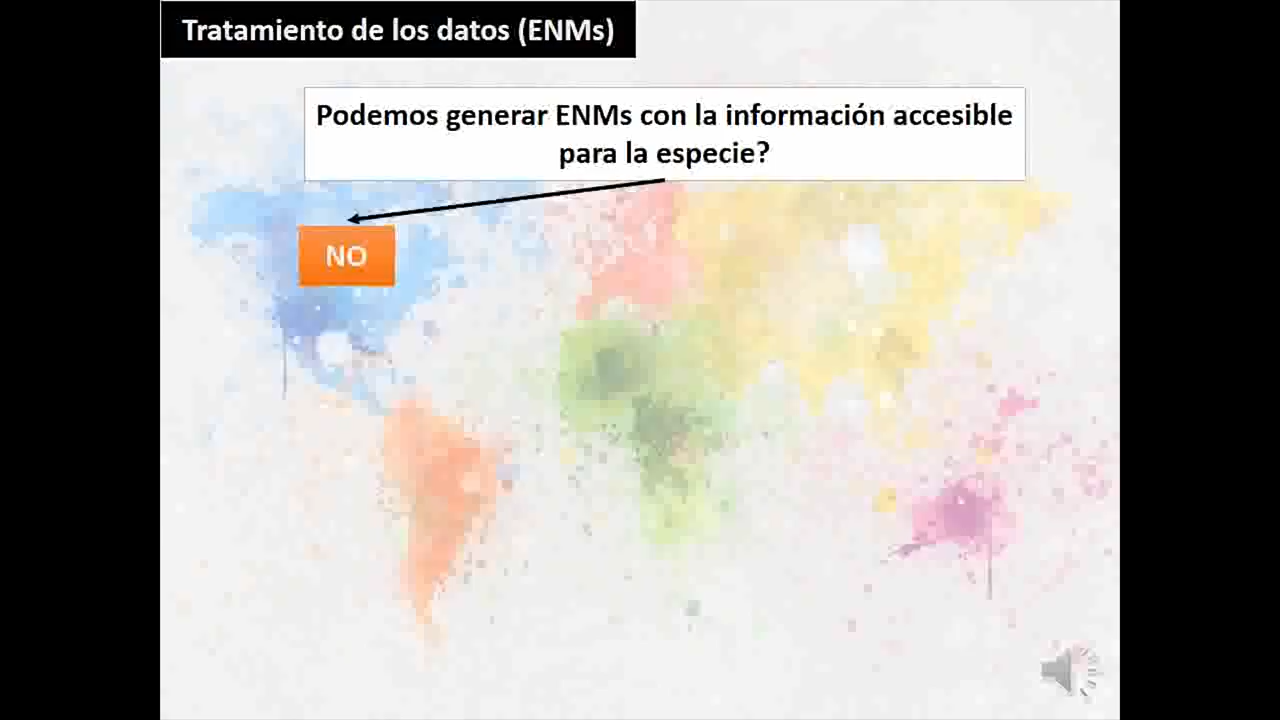 Tratamiento de los datos (ENMs)
Podemos generar ENMs con la información accesible
para la especie?
NO